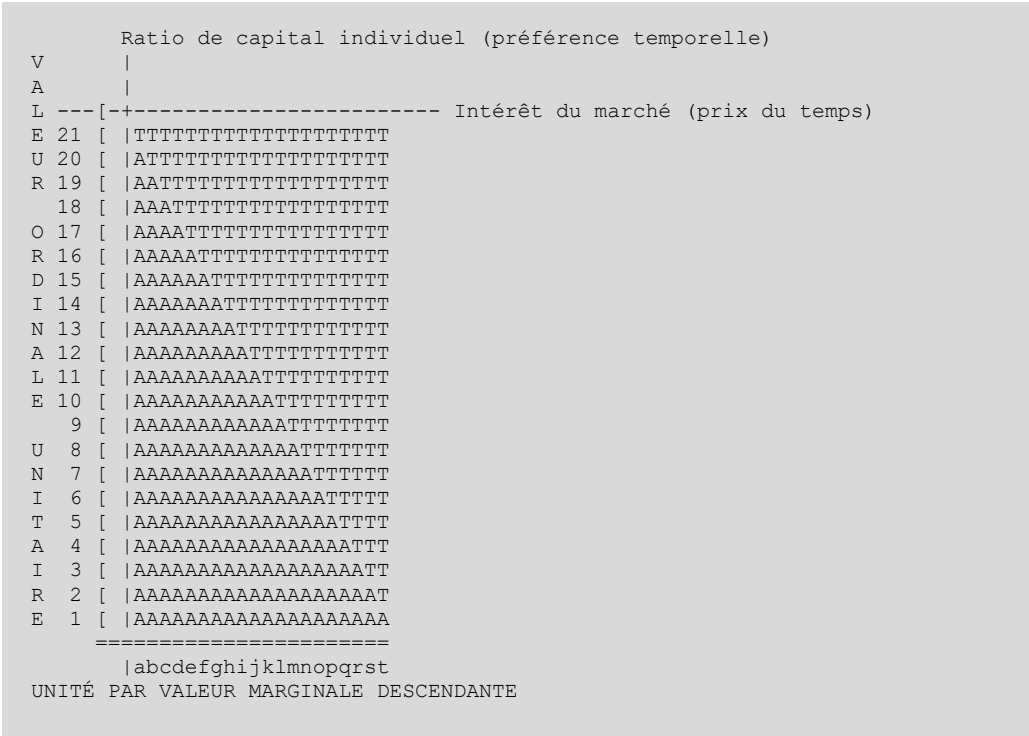 Ratio de capital individuel (préférence temporelle)
V      |
A      |
L ---[-+------------------------ Intérêt du marché (prix du temps)
E 21 [ |TTTTTTTTTTTTTTTTTTTT
U 20 [ |ATTTTTTTTTTTTTTTTTTT
R 19 [ |AATTTTTTTTTTTTTTTTTT
  18 [ |AAATTTTTTTTTTTTTTTTT
O 17 [ |AAAATTTTTTTTTTTTTTTT
R 16 [ |AAAAATTTTTTTTTTTTTTT
D 15 [ |AAAAAATTTTTTTTTTTTTT
I 14 [ |AAAAAAATTTTTTTTTTTTT
N 13 [ |AAAAAAAATTTTTTTTTTTT
A 12 [ |AAAAAAAAATTTTTTTTTTT
L 11 [ |AAAAAAAAAATTTTTTTTTT
E 10 [ |AAAAAAAAAAATTTTTTTTT
   9 [ |AAAAAAAAAAAATTTTTTTT
U  8 [ |AAAAAAAAAAAAATTTTTTT
N  7 [ |AAAAAAAAAAAAAATTTTTT
I  6 [ |AAAAAAAAAAAAAAATTTTT
T  5 [ |AAAAAAAAAAAAAAAATTTT
A  4 [ |AAAAAAAAAAAAAAAAATTT
I  3 [ |AAAAAAAAAAAAAAAAAATT
R  2 [ |AAAAAAAAAAAAAAAAAAAT
E  1 [ |AAAAAAAAAAAAAAAAAAAA
     =======================
       |abcdefghijklmnopqrst
UNITÉ PAR VALEUR MARGINALE DESCENDANTE